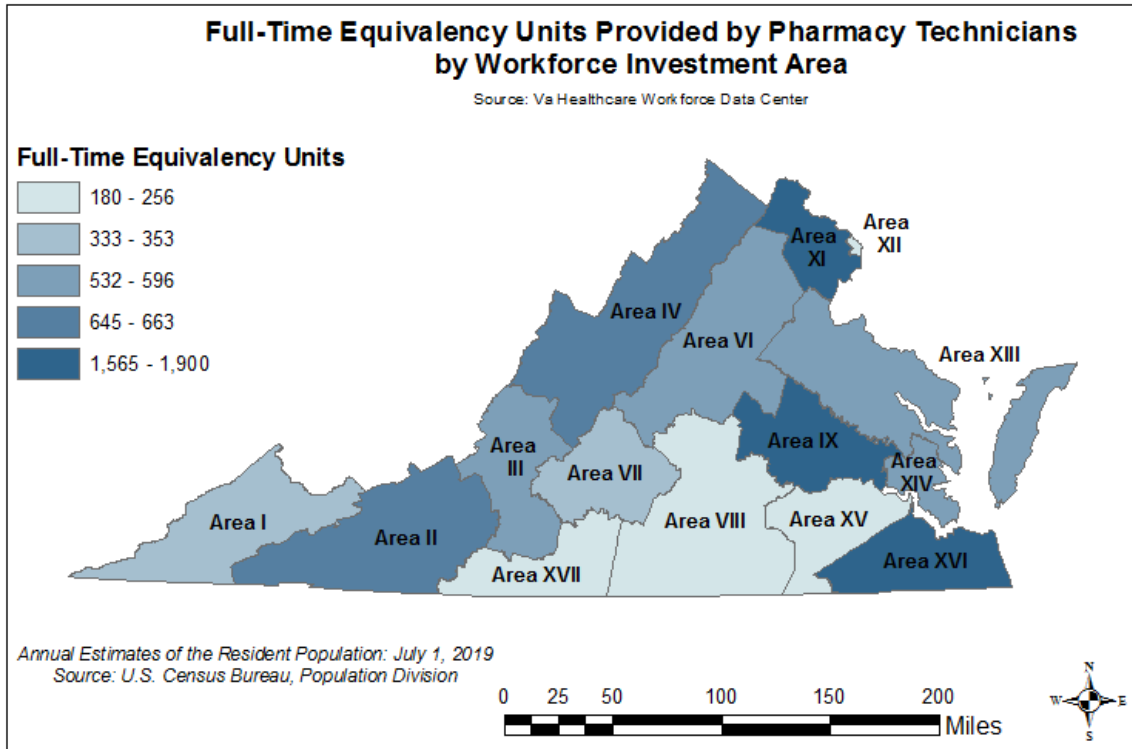 Full-Time Equivalency Units Provided by Pharmacy Technicians
by Workforce Investment Area
Source: Va Healthcare Workforce Data Center
Full-Time Equivalency Units
180 - 256
333 - 353
532 - 596
645 - 663
1,565 - 1,900
Area
XII
Area
XI
Area IV
Area VI
Area XIII
Area IX
Area
III
Area VII
Area
XIV
Area I
Area II
Area VIII
Area XV
Area XVII
Area XVI
Annual Estimates of the Resident Population: July 1, 2019
Source: U.S. Census Bureau, Population Division
0 25 50 100 150 200
Miles
N
W E
S